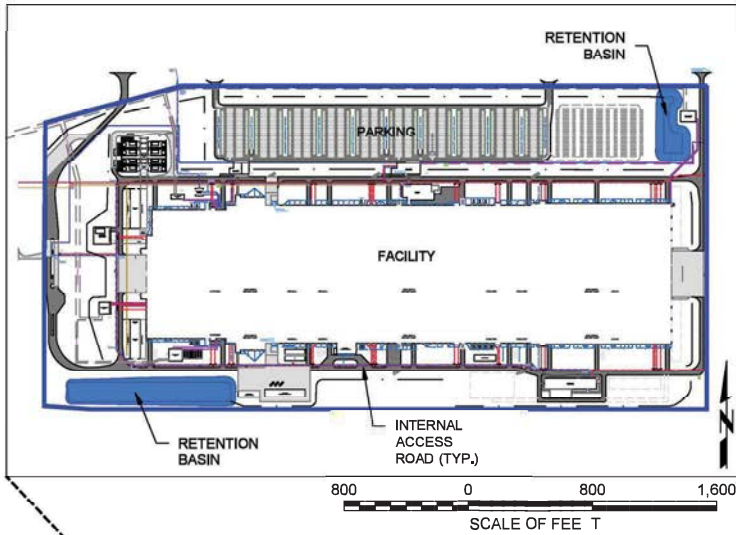 RETENTION
BASIN
PARKING
FACILITY
RETENTION
BASIN
INTERNAL
ACCESS
ROAD (TYP.)
N
800 0 800 1,600
SCALE OF FEE T